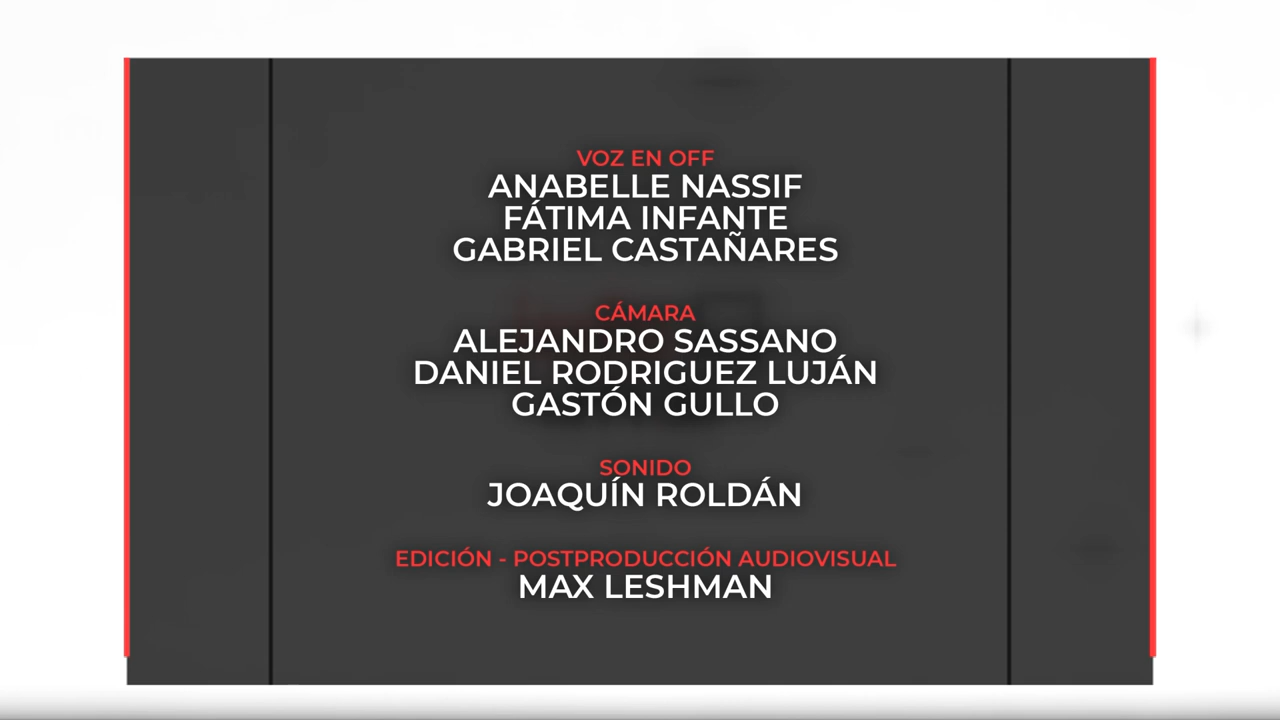 VOZ EN OFF
ANABELLE NASSIF
FÁTIMA INFANTE
GABRIEL CASTAÑARES
CÁMARA
ALEJANDRO SASSANO
DANIEL RODRIGUEZ LUJÁN
GASTÓN GULLO
SONIDO
JOAQUÍN ROLDÁN
EDICIÓN - POSTPRODUCCIÓN AUDIOVISUAL
MAX LESHMAN